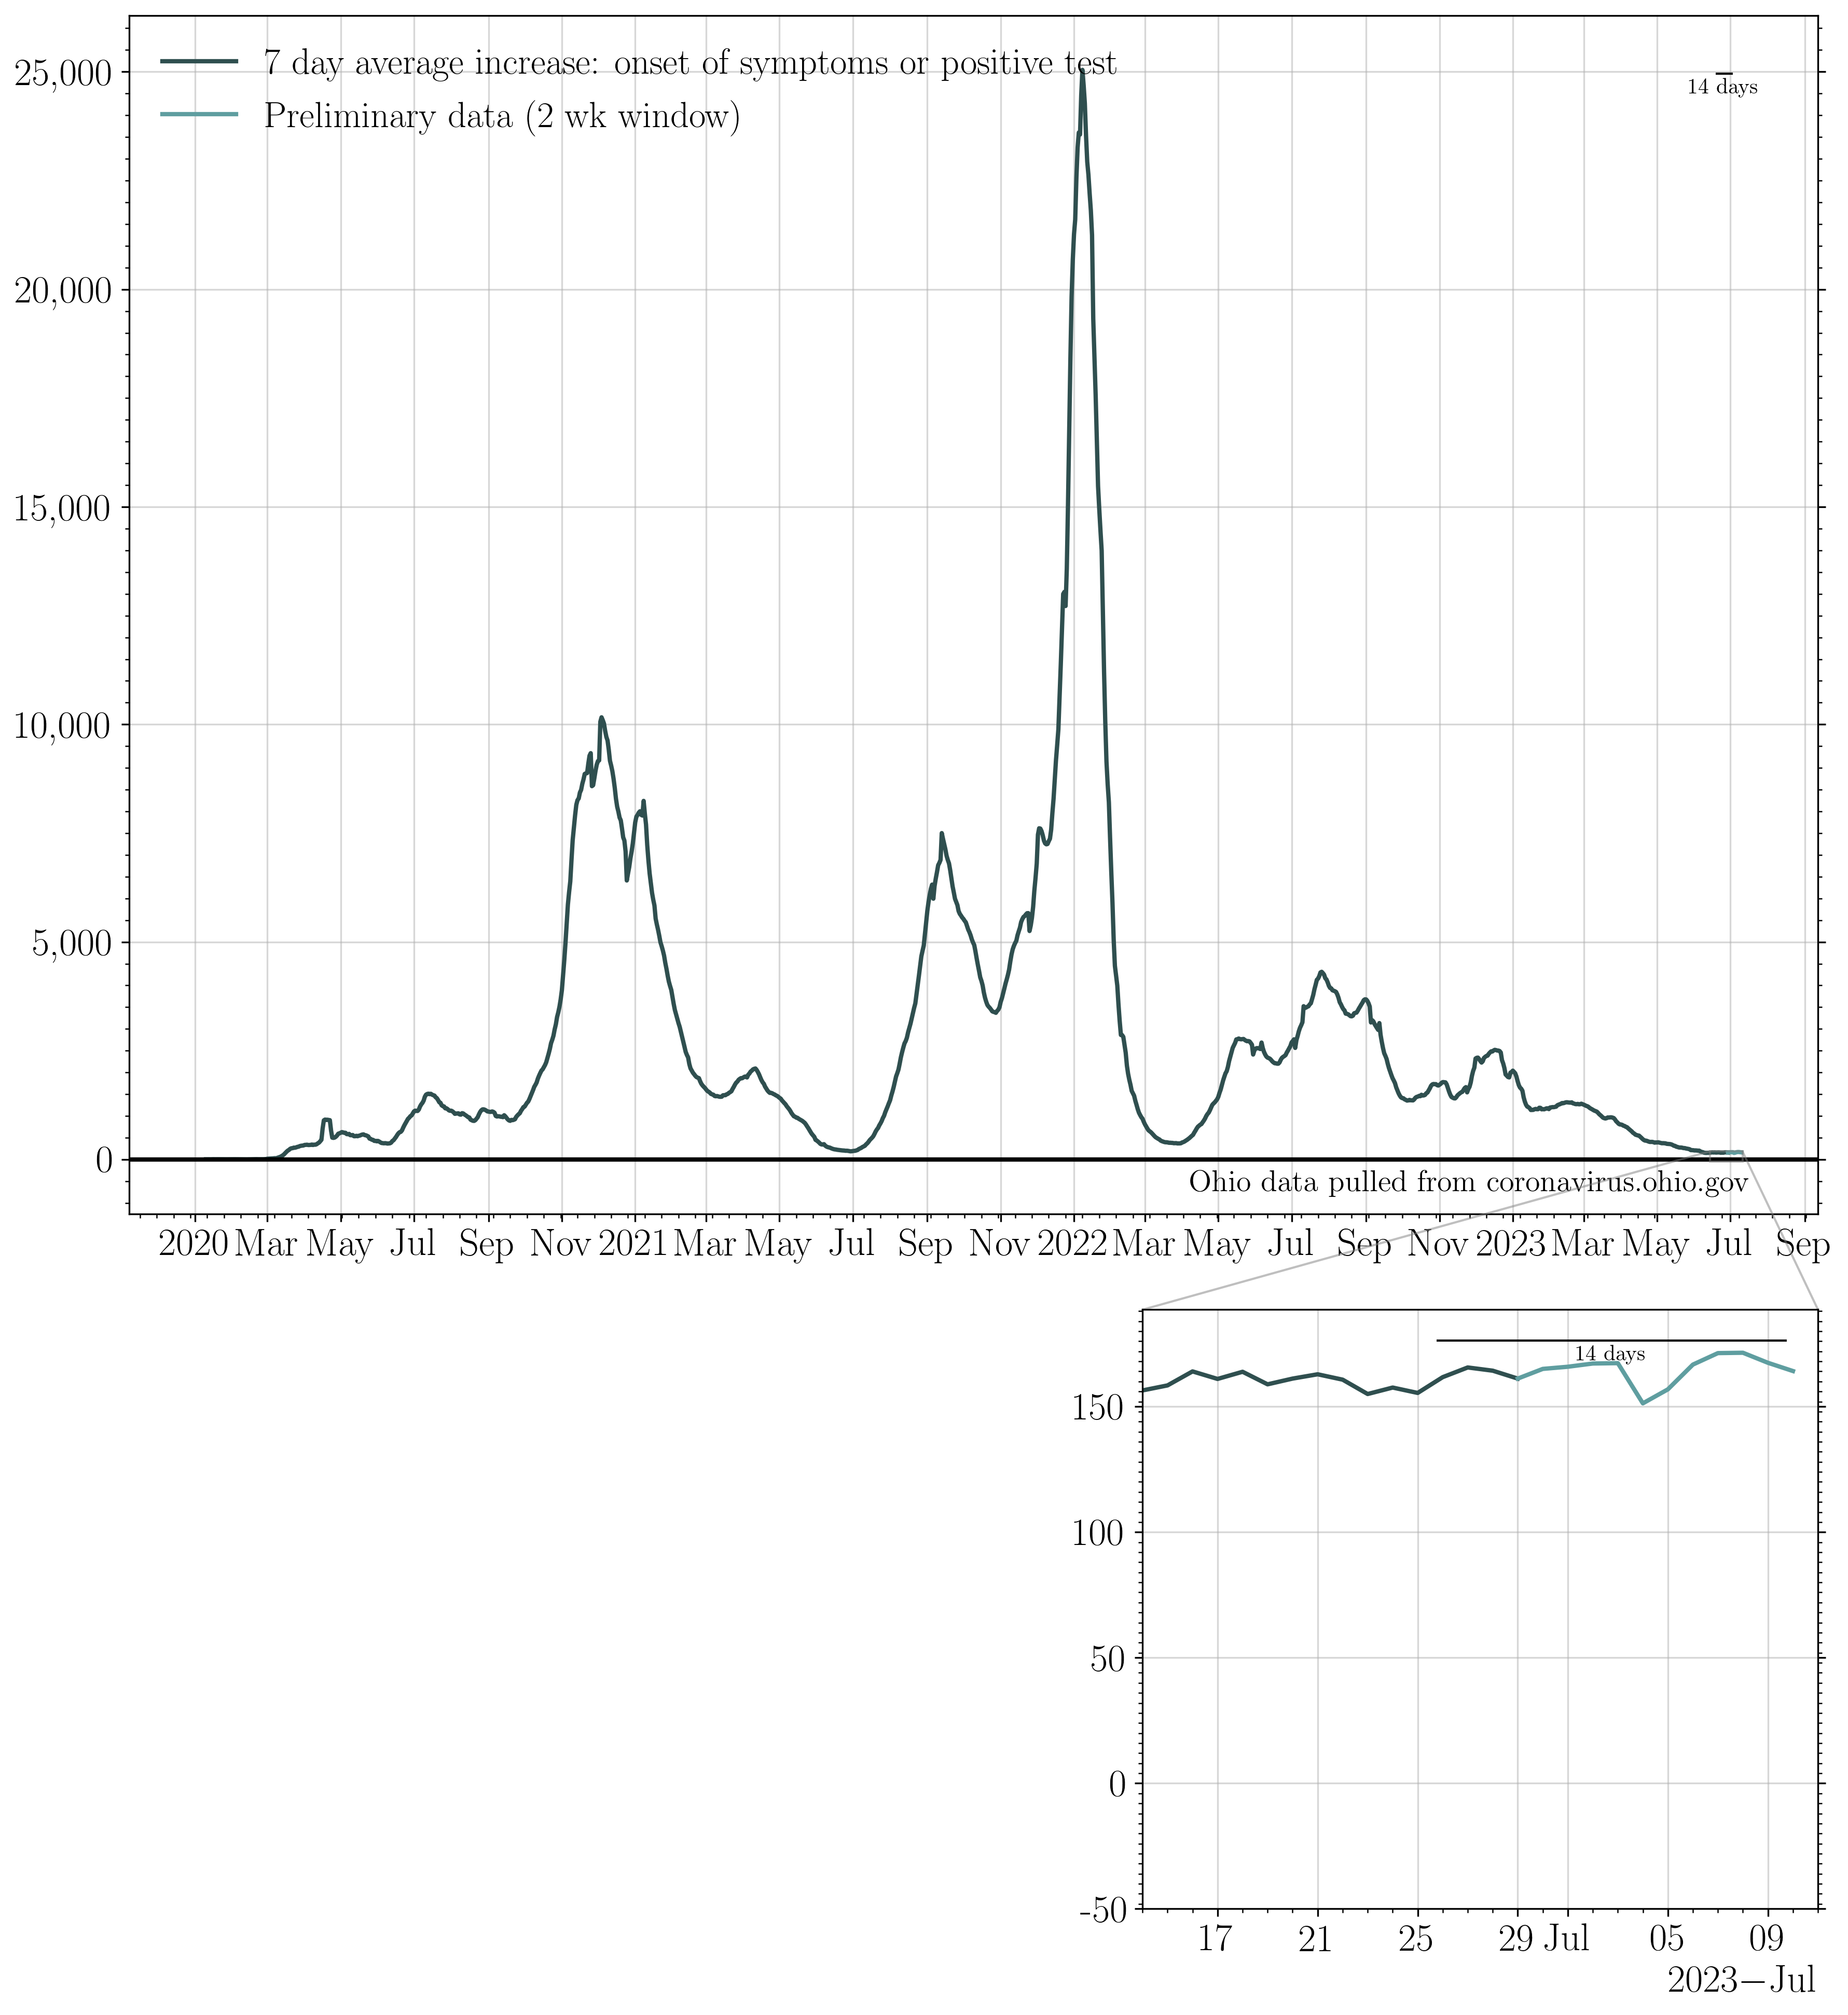 7 day average increase: onset of symptoms or positive test
Preliminary data (2 wk window)
14 days
25,000
20,000
15,000
10,000
5,000
0
Ohio data pulled from coronavirus.ohio.gov
2020 Mar May Jul Sep Nov 2021 Mar May Jul Sep Nov 2022 Mar May Jul Sep Nov 2023 Mar May Jul Sep
14 days
150
100
50
0
-50
17 21 25 29 Jul 05 09
2023−Jul